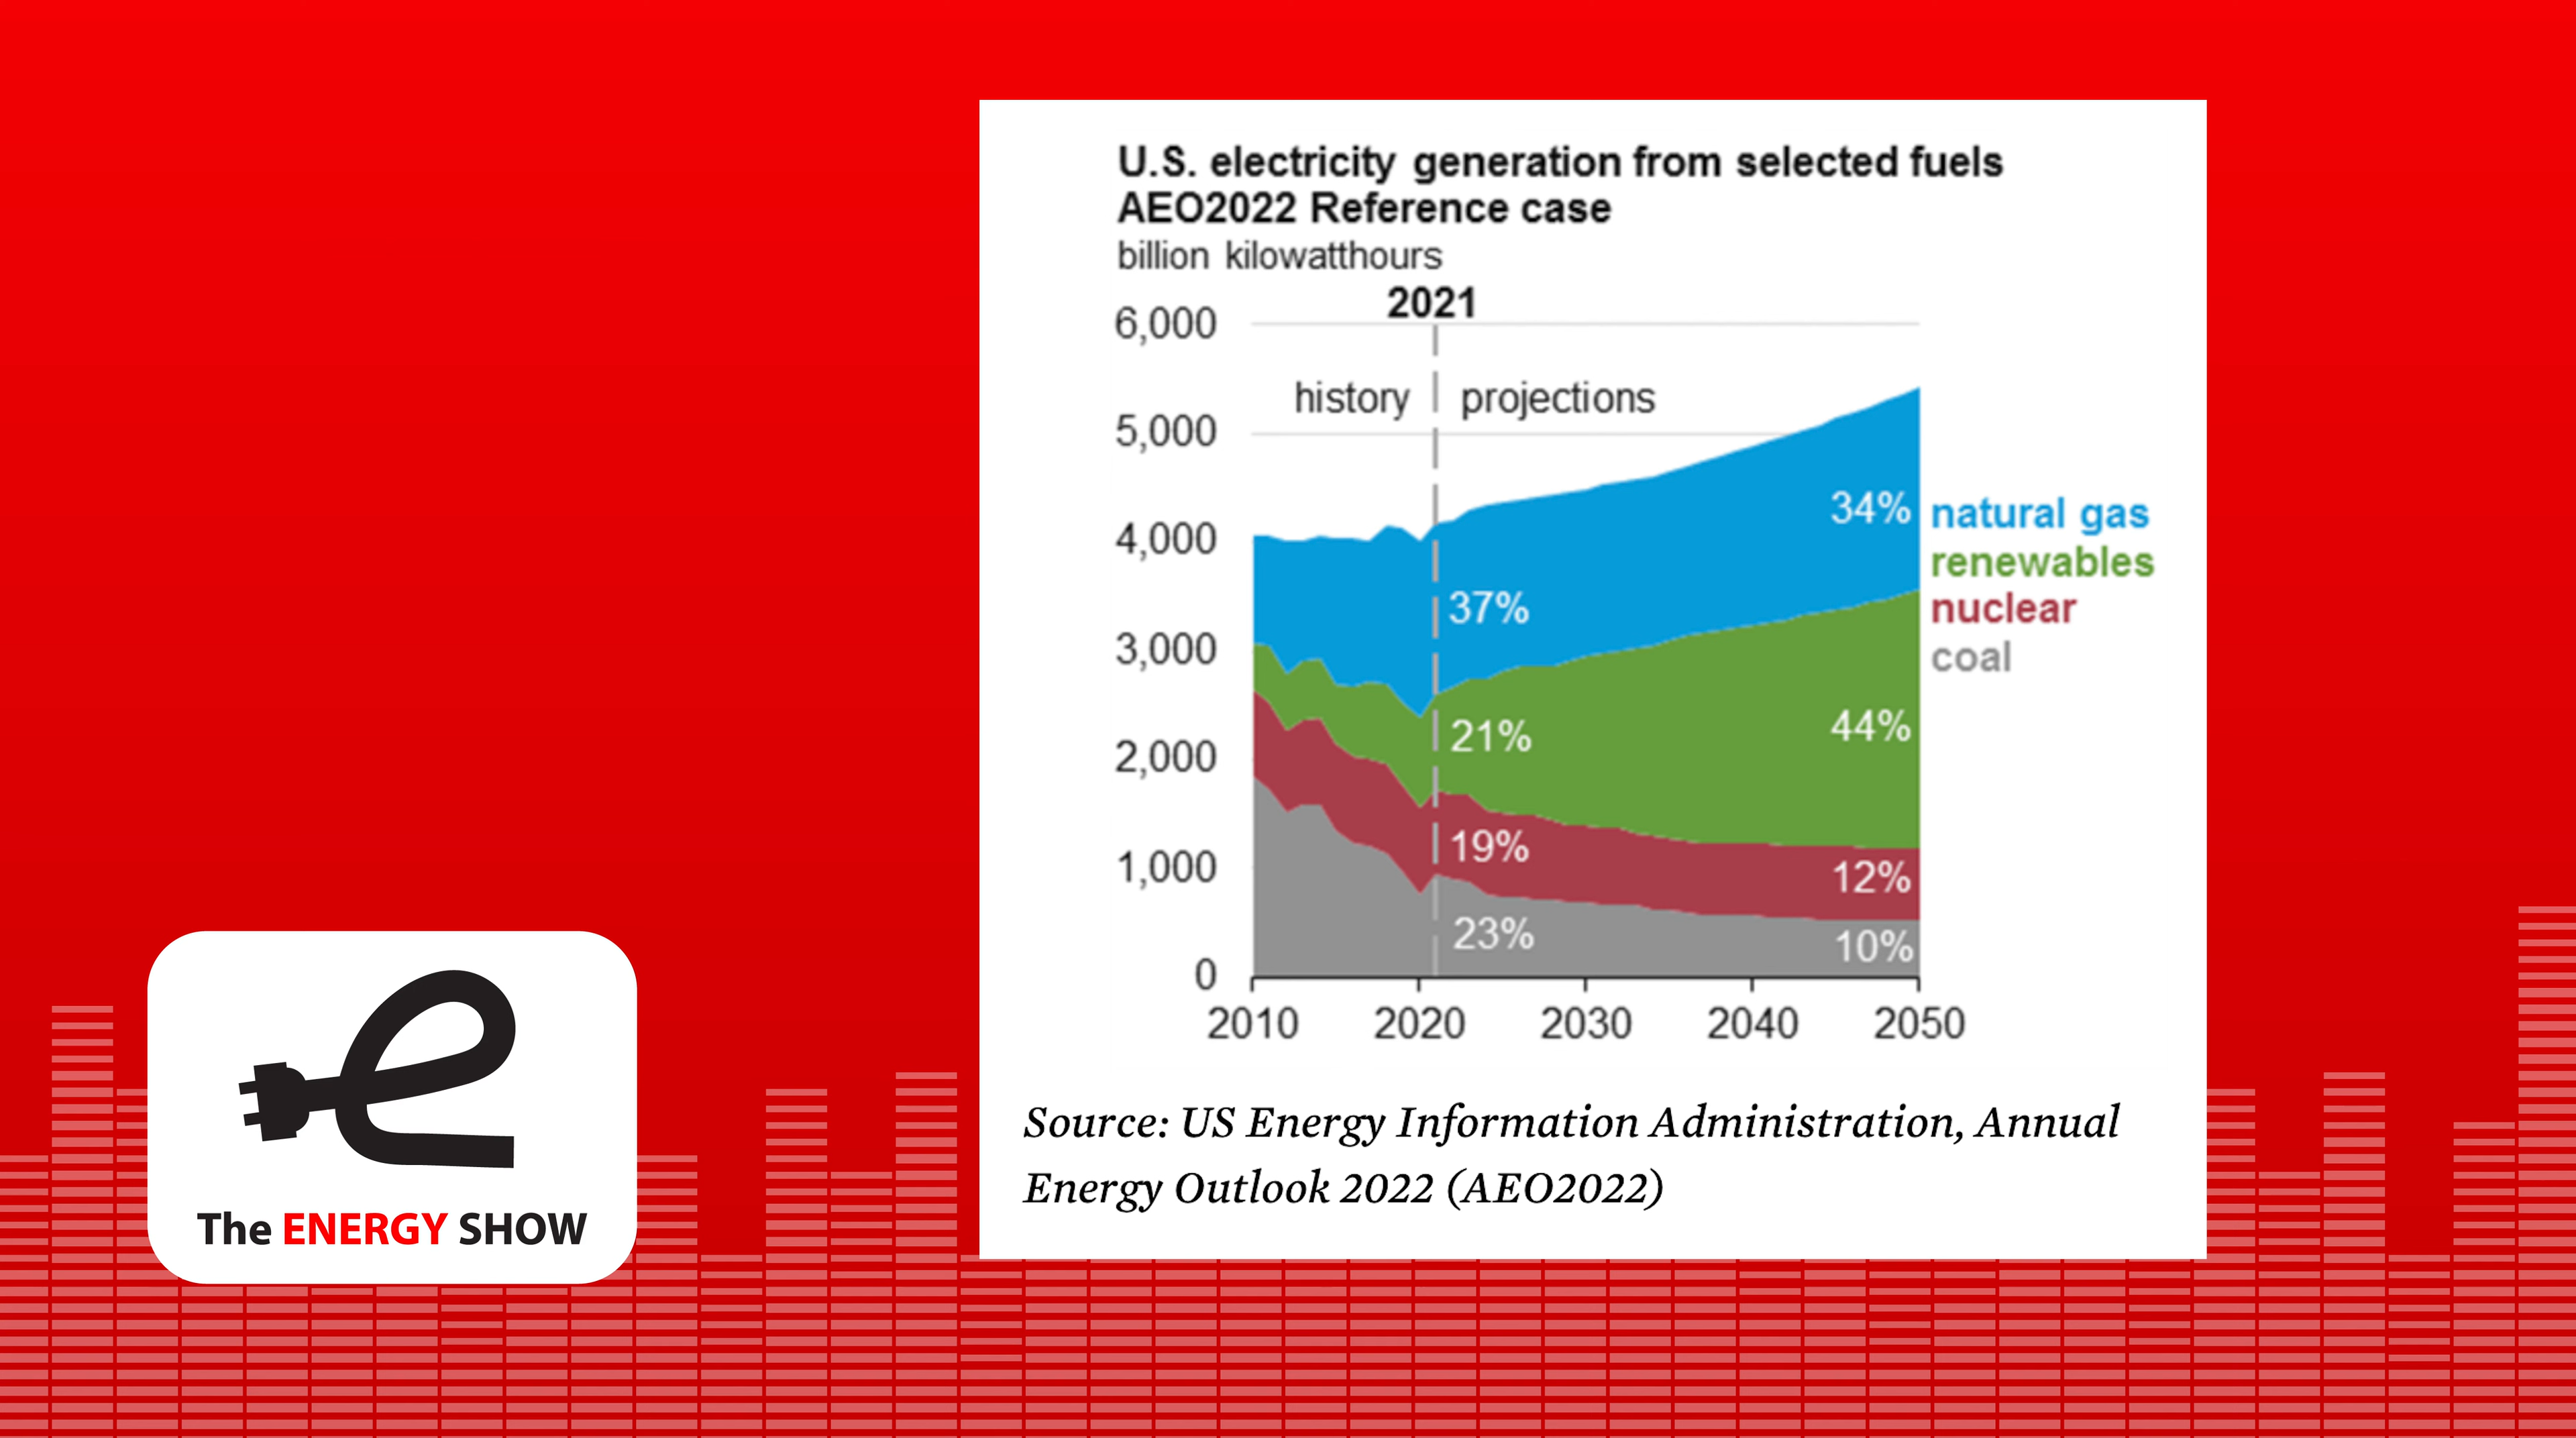 U.S. electricity generation from selected fuels
AEO2022 Reference case
billion kilowatthours
2021
6,000
history
projections
5,000
4,000
3,000
2,000
1,000
0
34%
37%
44%
21%
19%
12%
23%
10%
natural gas
renewables
nuclear
coal
2010 2020 2030 2040 2050
Source: US Energy Information Administration, Annual
Energy Outlook 2022 (AEO2022)
The ENERGY SHOW